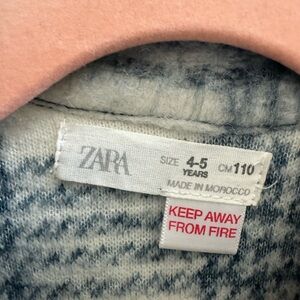 ZARA
SIZE 4-5 YEARS CM 110
MADE IN MOROCCO
KEEP AWAY
FROM FIRE